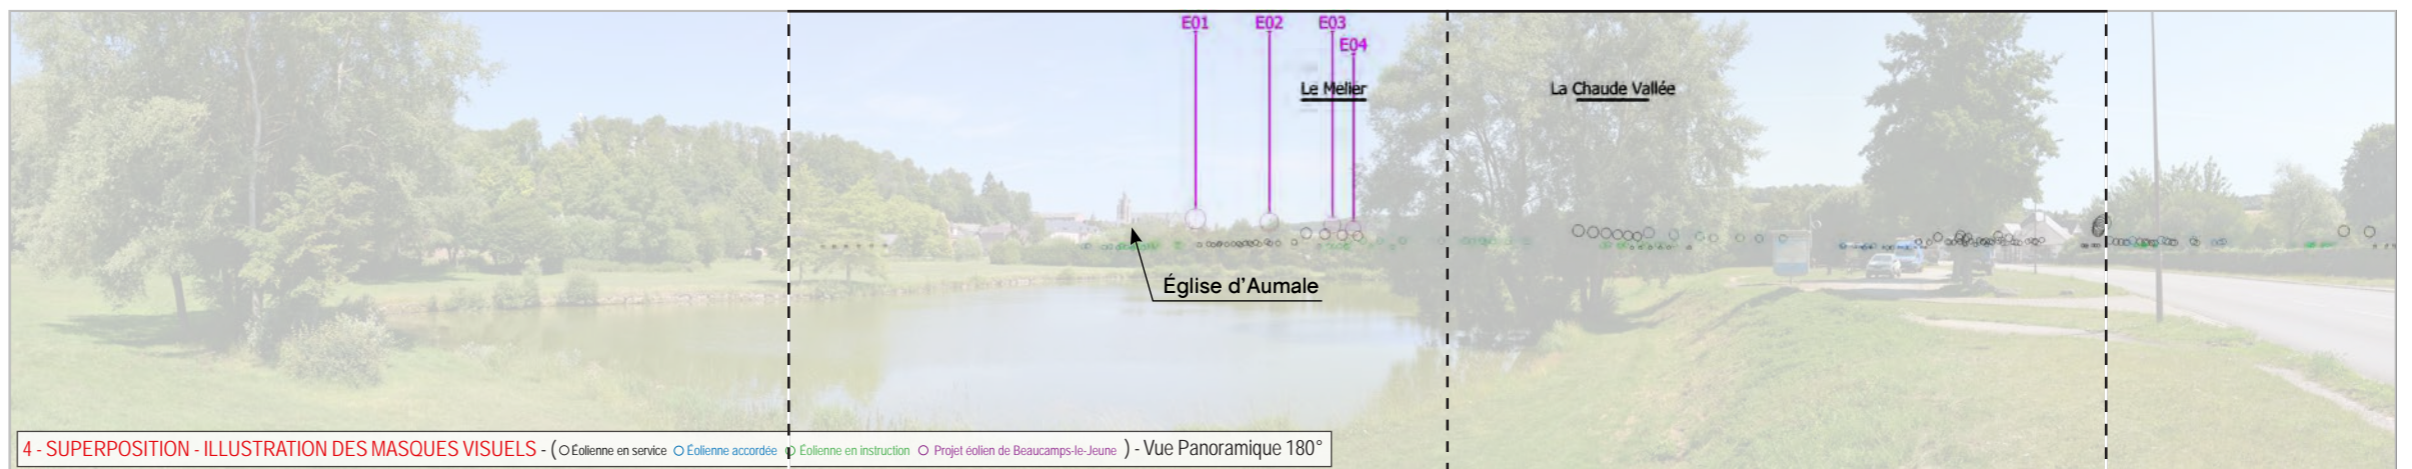 E01 E02 E03
E04
Le Mélier La Chaude Vallée
Église d'Aumale
4 - SUPERPOSITION - ILLUSTRATION DES MASQUES VISUELS - ( Éolienne en service Éolienne accordée Éolienne en instruction Projet éolien de Beaucamps-le-Jeune ) - Vue Panoramique 180°